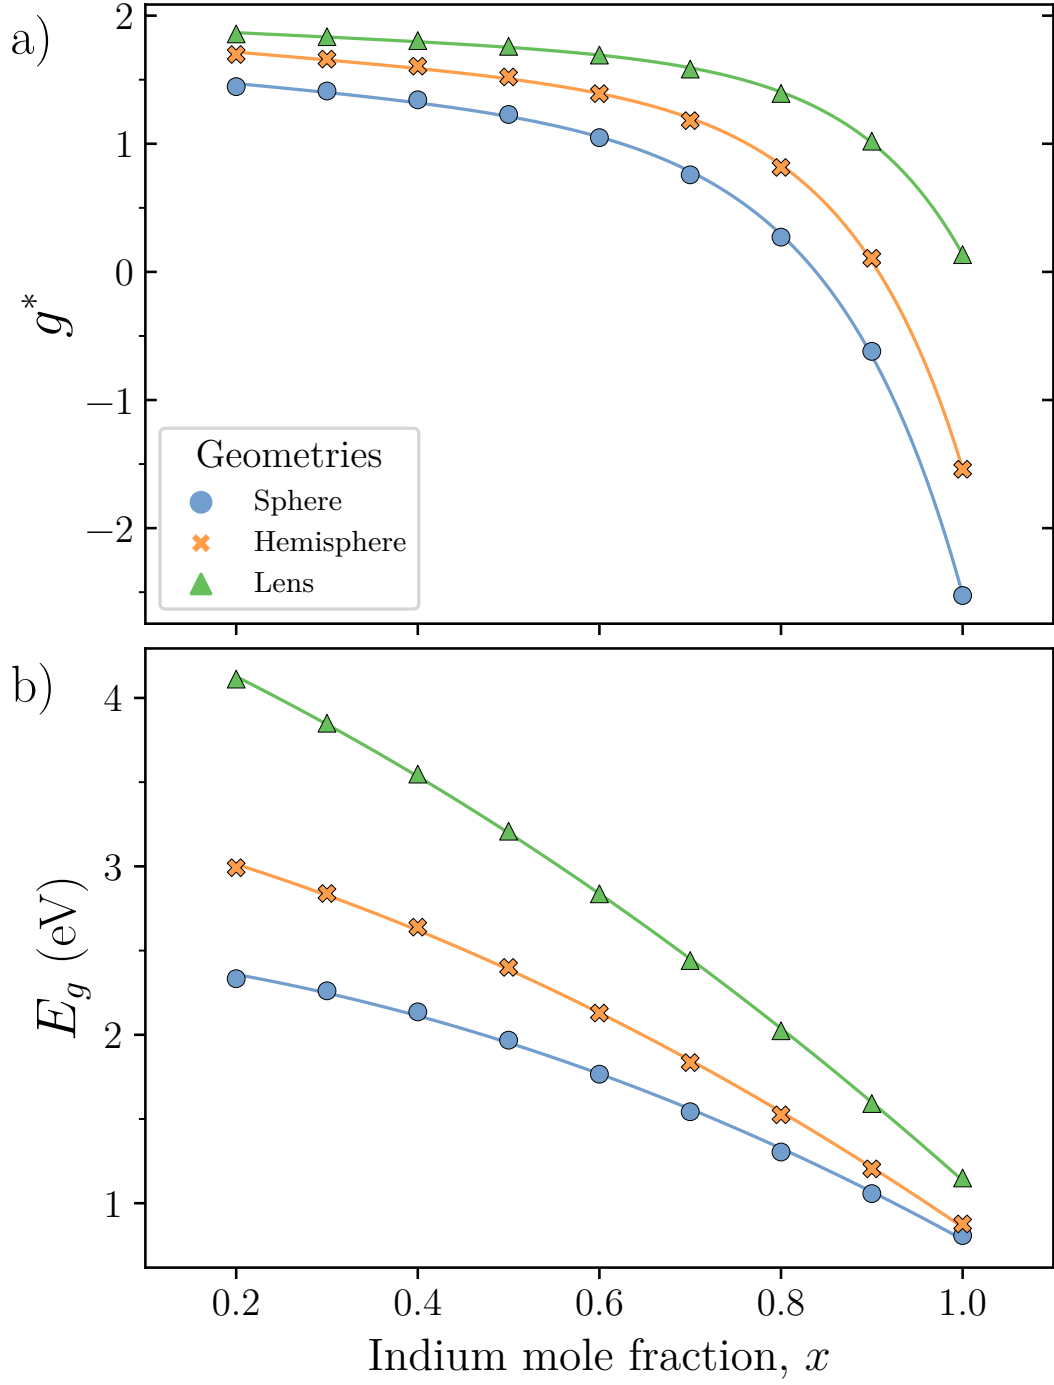 a)
2
1
0
−1
−2
g*
Geometries
Sphere
Hemisphere
Lens
b)
4
3
2
1
E_g (eV)
0.2 0.4 0.6 0.8 1.0
Indium mole fraction, x